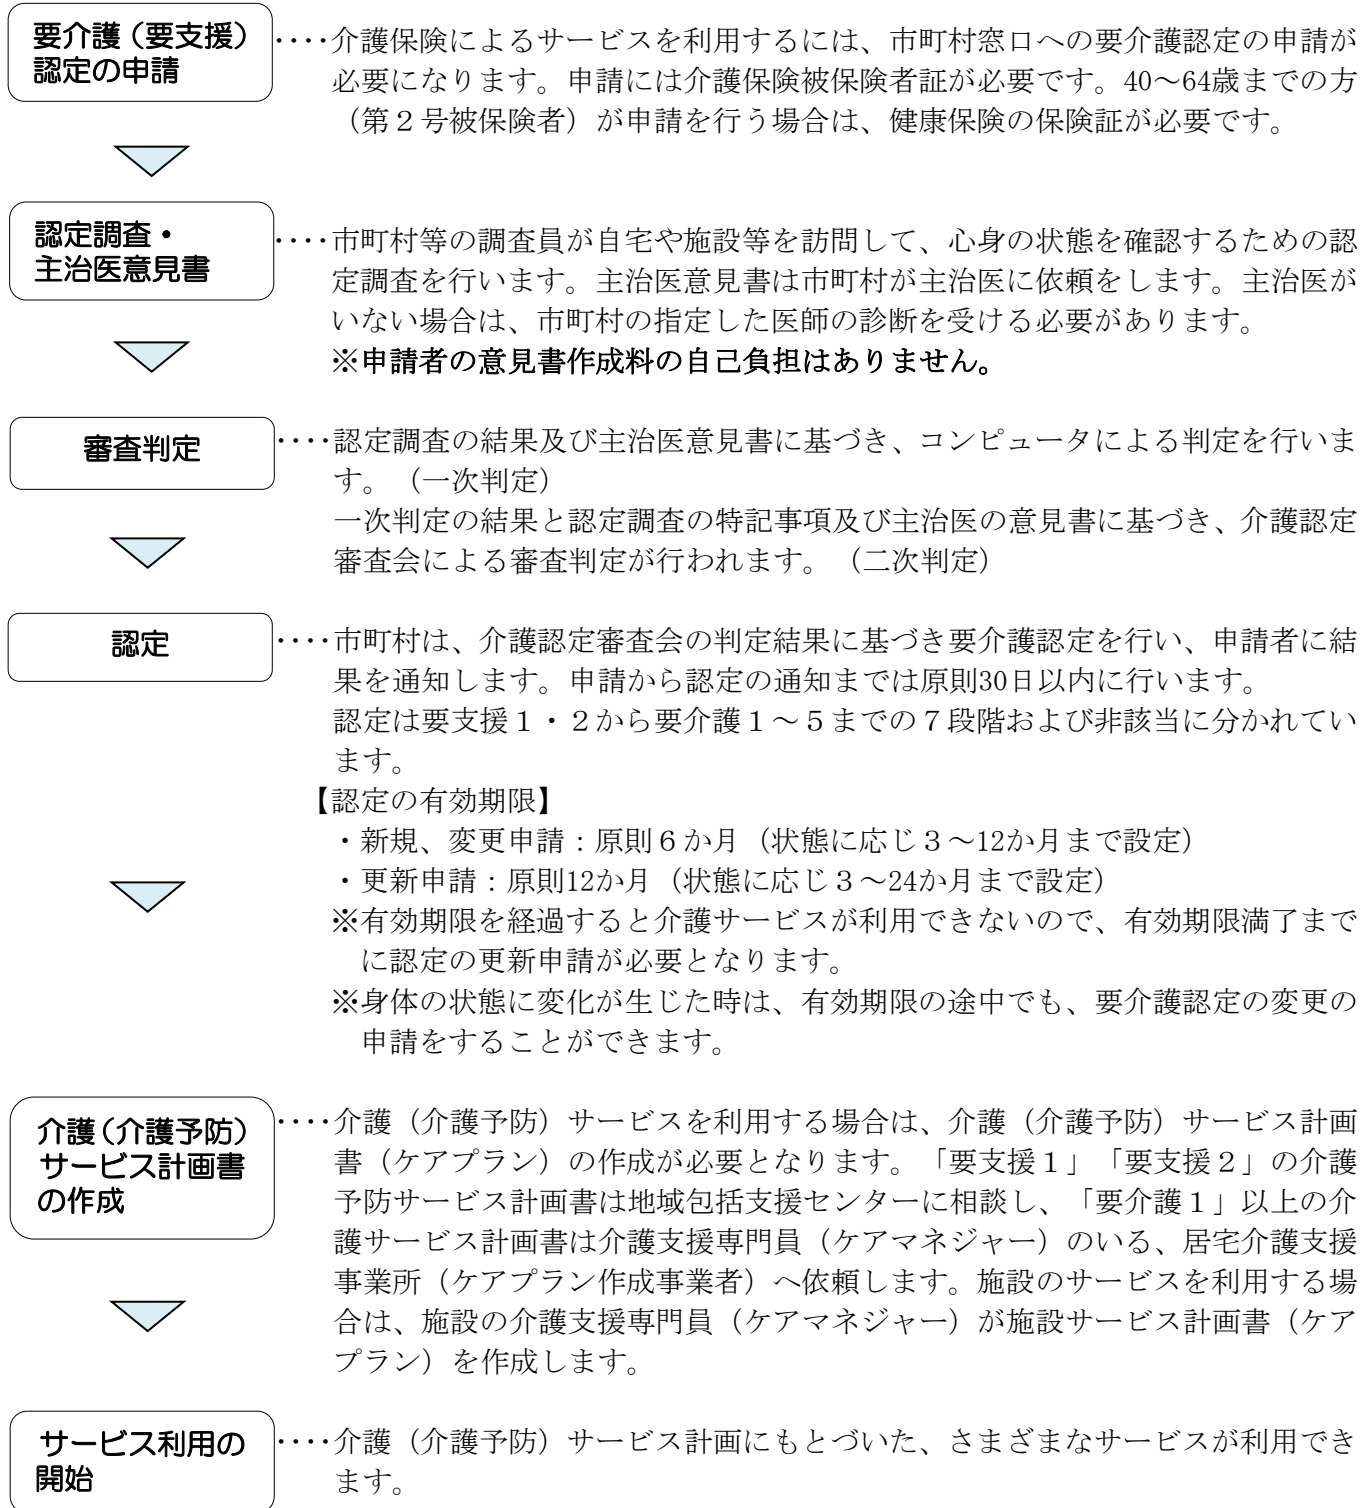 要介護（要支援）
認定の申請
････介護保険によるサービスを利用するには、市町村窓口への要介護認定の申請が
必要になります。申請には介護保険被保険者証が必要です。40～64歳までの方
（第２号被保険者）が申請を行う場合は、健康保険の保険証が必要です。
認定調査・
主治医意見書
････市町村等の調査員が自宅や施設等を訪問して、心身の状態を確認するための認
定調査を行います。主治医意見書は市町村が主治医に依頼をします。主治医が
いない場合は、市町村の指定した医師の診断を受ける必要があります。
※申請者の意見書作成料の自己負担はありません。
審査判定
････認定調査の結果及び主治医意見書に基づき、コンピュータによる判定を行いま
す。（一次判定）
一次判定の結果と認定調査の特記事項及び主治医の意見書に基づき、介護認定
審査会による審査判定が行われます。（二次判定）
認定
････市町村は、介護認定審査会の判定結果に基づき要介護認定を行い、申請者に結
果を通知します。申請から認定の通知までは原則30日以内に行います。
認定は要支援１・２から要介護１～５までの７段階および非該当に分かれてい
ます。
【認定の有効期限】
・新規、変更申請：原則６か月（状態に応じ３～12か月まで設定）
・更新申請：原則12か月（状態に応じ３～24か月まで設定）
※有効期限を経過すると介護サービスが利用できないので、有効期限満了まで
に認定の更新申請が必要となります。
※身体の状態に変化が生じた時は、有効期限の途中でも、要介護認定の変更の
申請をすることができます。
介護（介護予防）
サービス計画書
の作成
････介護（介護予防）サービスを利用する場合は、介護（介護予防）サービス計画
書（ケアプラン）の作成が必要となります。「要支援１」「要支援２」の介護
予防サービス計画書は地域包括支援センターに相談し、「要介護１」以上の介
護サービス計画書は介護支援専門員（ケアマネジャー）のいる、居宅介護支援
事業所（ケアプラン作成事業者）へ依頼します。施設のサービスを利用する場
合は、施設の介護支援専門員（ケアマネジャー）が施設サービス計画書（ケア
プラン）を作成します。
サービス利用の
開始
････介護（介護予防）サービス計画にもとづいた、さまざまなサービスが利用でき
ます。